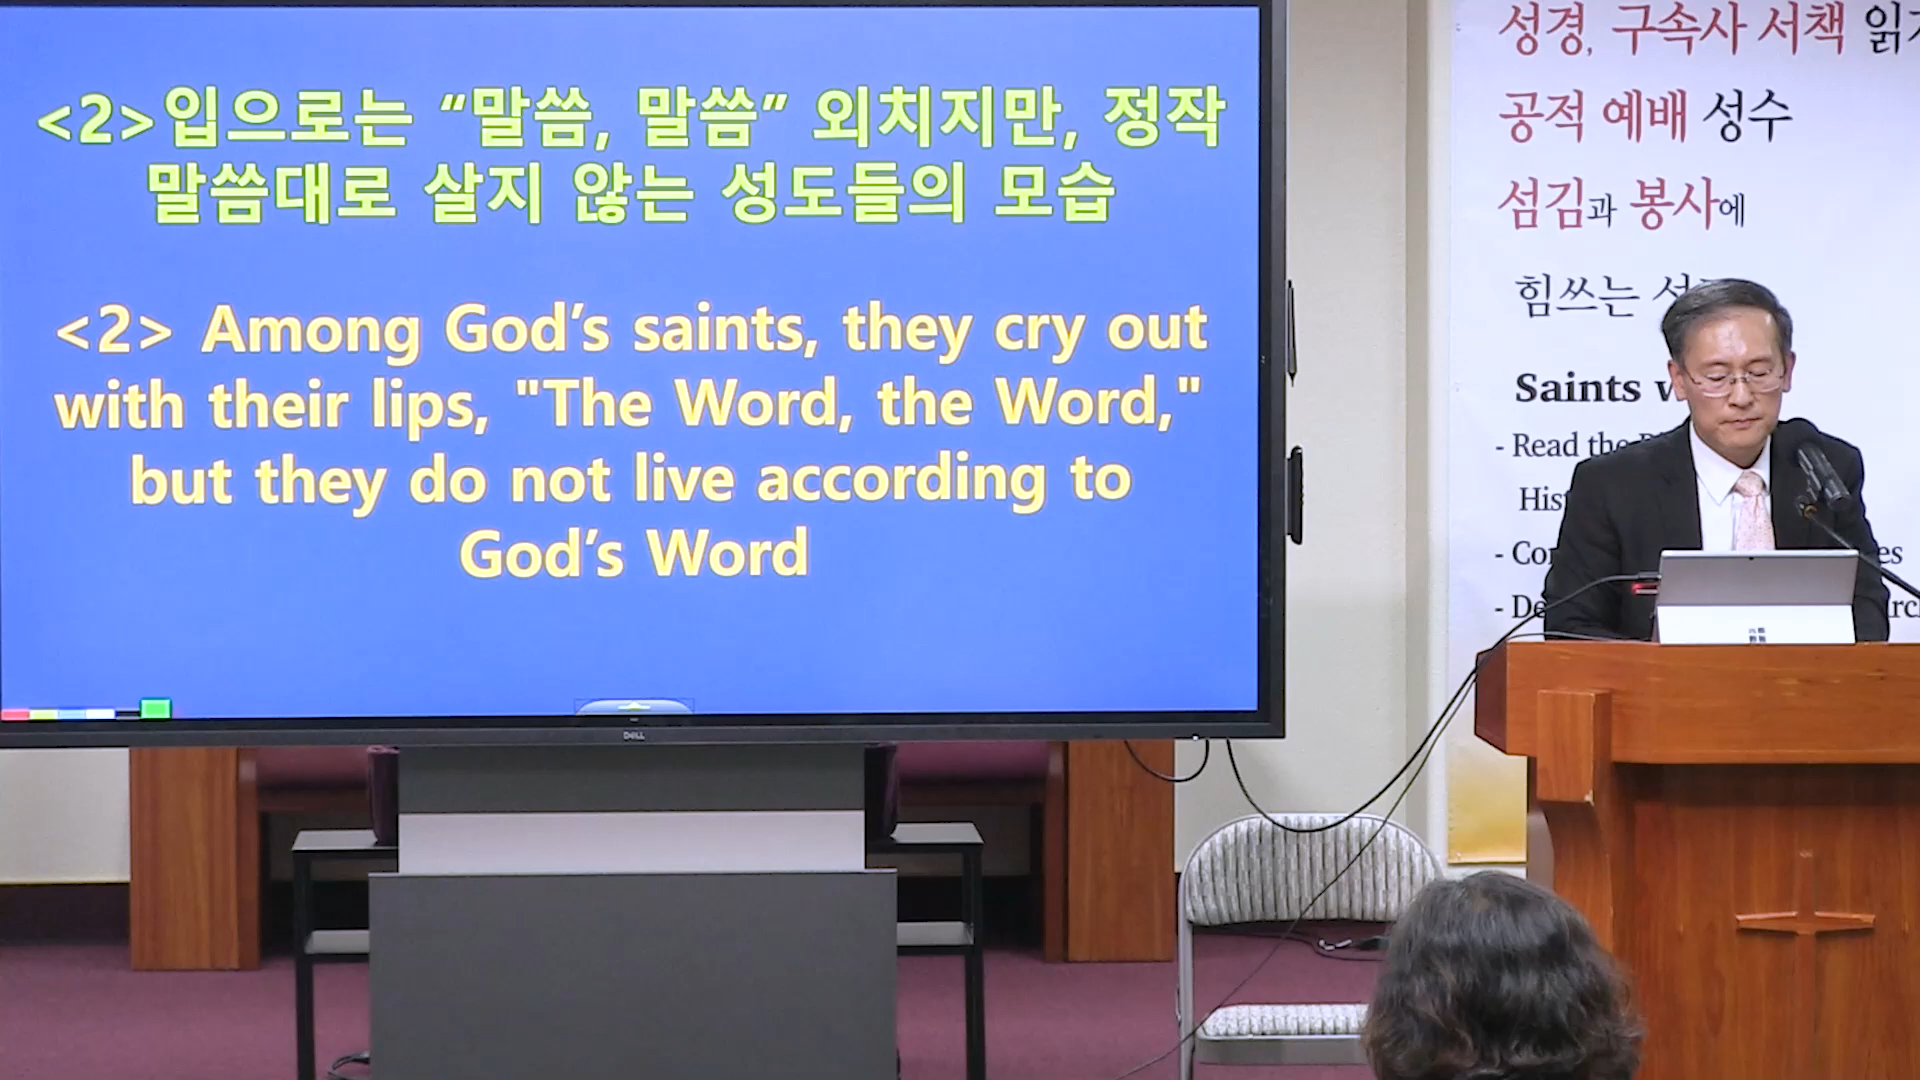 <2>입으로는 “말씀, 말씀” 외치지만, 정작
말씀대로 살지 않는 성도들의 모습
<2> Among God’s saints, they cry out
with their lips, "The Word, the Word,"
but they do not live according to
God’s Word
DELL
성경, 구속사 서책
공적 예배 성수
섬김과 봉사에
힘쓰는
Saints
- Read the